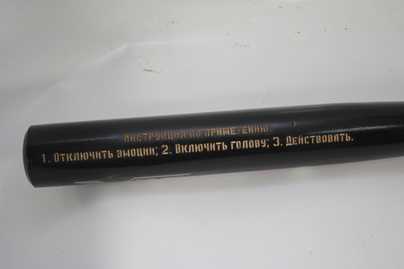 Инструкция по применению
1. Отключить эмоции; 2. Включить голову; 3. Действовать.